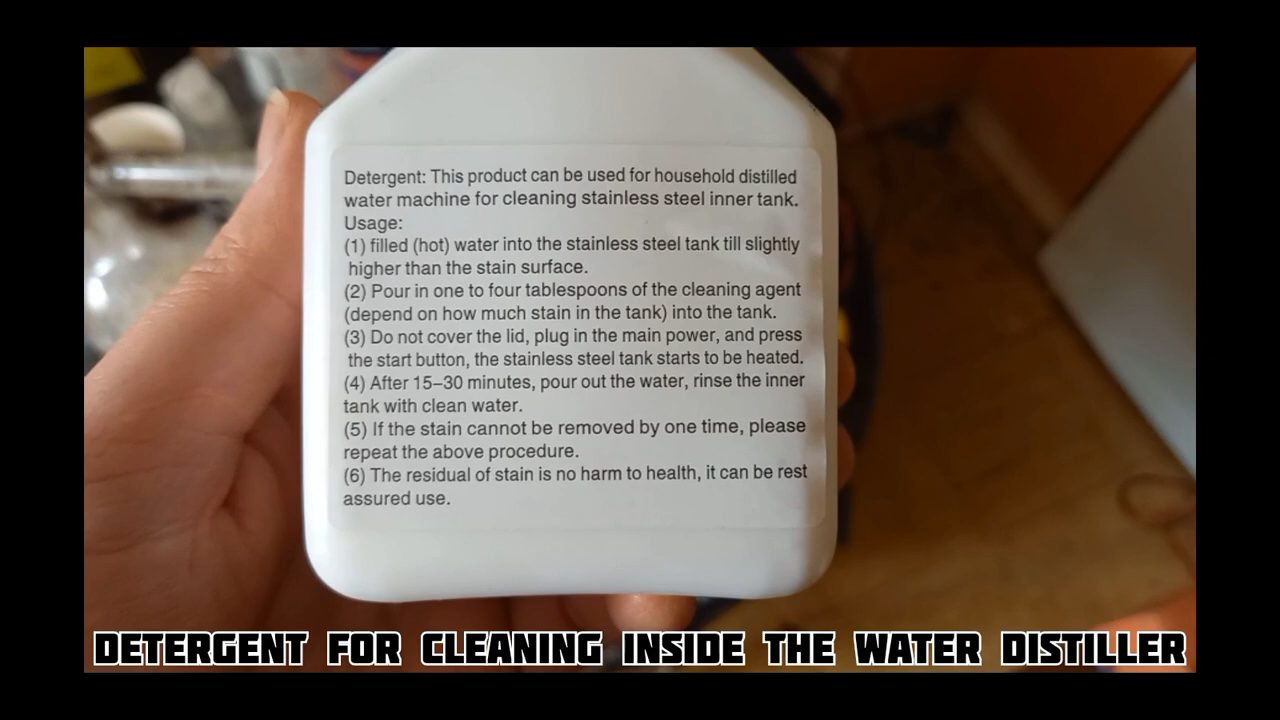 Detergent: This product can be used for household distilled
water machine for cleaning stainless steel inner tank.
Usage:
(1) filled (hot) water into the stainless steel tank till slightly
higher than the stain surface.
(2) Pour in one to four tablespoons of the cleaning agent
(depend on how much stain in the tank) into the tank.
(3) Do not cover the lid, plug in the main power, and press
the start button, the stainless steel tank starts to be heated.
(4) After 15–30 minutes, pour out the water, rinse the inner
tank with clean water.
(5) If the stain cannot be removed by one time, please
repeat the above procedure.
(6) The residual of stain is no harm to health, it can be rest
assured use.
DETERGENT FOR CLEANING INSIDE THE WATER DISTILLER